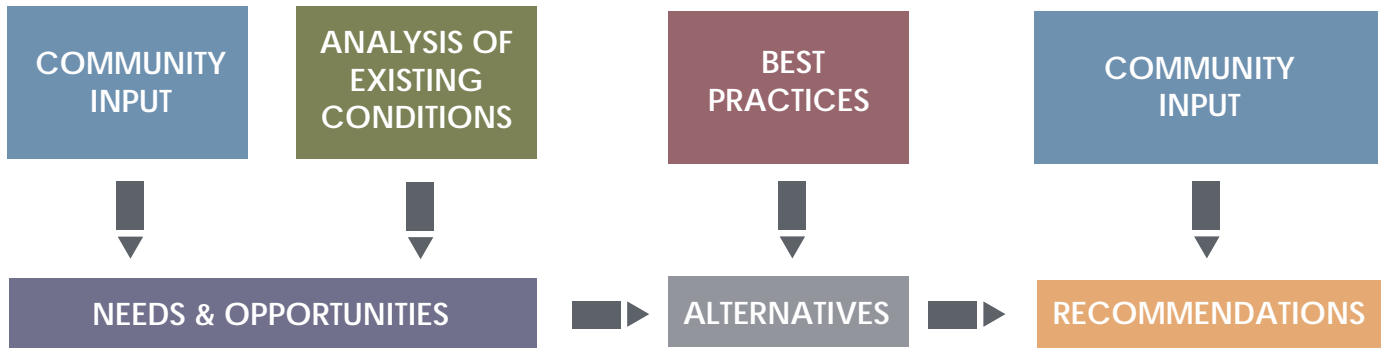 COMMUNITY
INPUT
ANALYSIS OF
EXISTING
CONDITIONS
BEST
PRACTICES
COMMUNITY
INPUT
NEEDS & OPPORTUNITIES
ALTERNATIVES
RECOMMENDATIONS